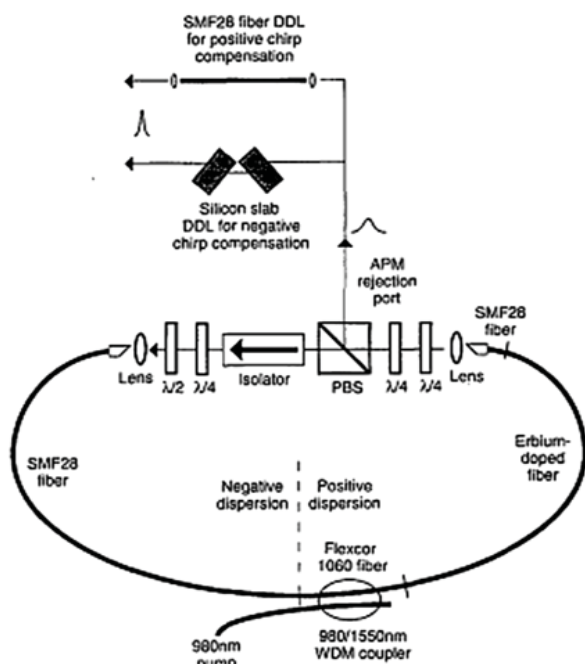 SMF28 fiber DDL
for positive chirp
compensation
Silicon slab
DDL for negative
chirp compensation
APM
rejection
port
SMF28
fiber
Lens
λ/2
λ/4
Isolator
PBS
λ/4
λ/4
Lens
SMF28
fiber
Negative
dispersion
Positive
dispersion
Erbium-
doped
fiber
Flexcor
1060 fiber
980nm
pump
980/1550nm
WDM coupler